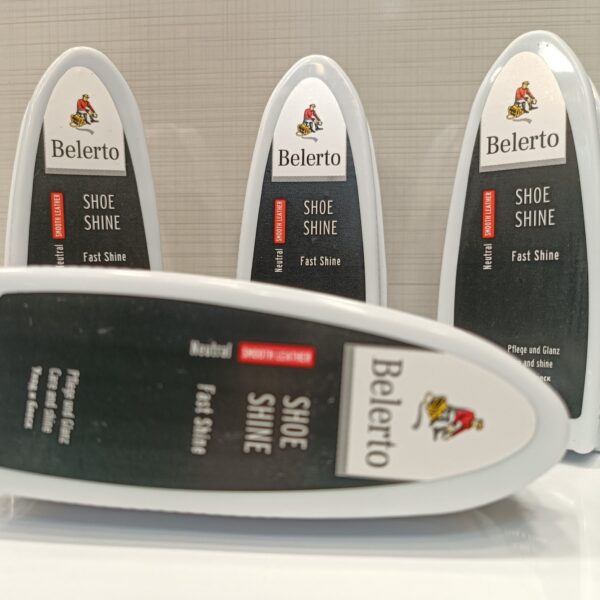 Belerto
SHOE
SHINE
Neutral SMOOTH LEATHER
Fast Shine
Belerto
SHOE
SHINE
Neutral SMOOTH LEATHER
Fast Shine
Belerto
SHOE
SHINE
Neutral SMOOTH LEATHER
Fast Shine
Pflege und Glanz
and shine
Belerto
Neutral SMOOTH LEATHER
SHOE
SHINE
Fast Shine
Pflege und Glanz
Care and shine